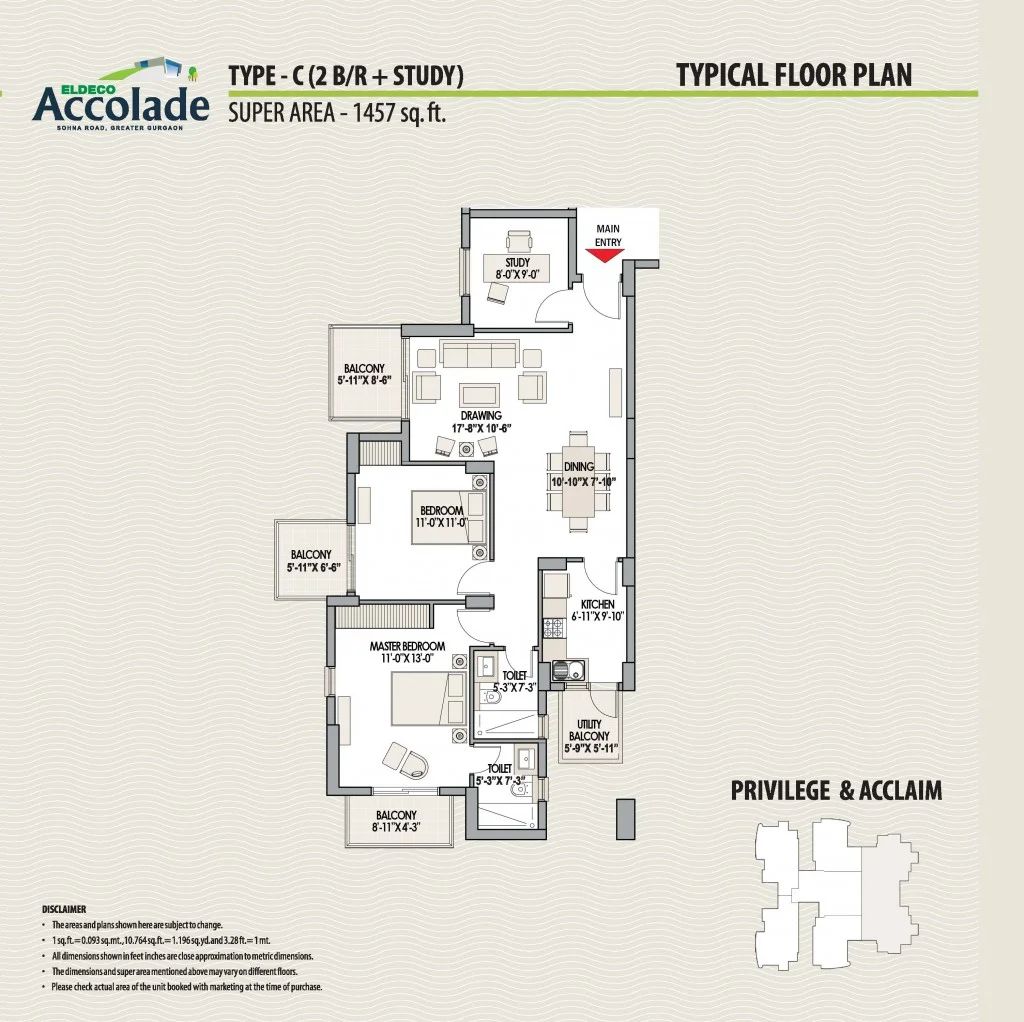 ELDECO
Accolade
SOHNA ROAD, GREATER GURGAON
TYPE - C (2 B/R + STUDY)
SUPER AREA - 1457 sq. ft.
TYPICAL FLOOR PLAN
MAIN
ENTRY
STUDY
8'-0"X 9'-0"
BALCONY
5'-11"X 8'-6"
DRAWING
17'-8"X 10'-6"
DINING
10'-10"X 7'-10"
BEDROOM
11'-0"X 11'-0"
BALCONY
5'-11"X 6'-6"
KITCHEN
6'-11"X 9'-10"
MASTER BEDROOM
11'-0"X 13'-0"
TOILET
5'-3"X 7'-3"
UTILITY
BALCONY
5'-9"X 5'-11"
TOILET
5'-3"X 7'-3"
BALCONY
8'-11"X 4'-3"
PRIVILEGE & ACCLAIM
DISCLAIMER
• The areas and plans shown here are subject to change.
• 1 sq.ft. = 0.093 sq.mt., 10.764 sq.ft. = 1.196 sq.yd. and 3.28 ft. = 1 mt.
• All dimensions shown in feet inches are close approximation to metric dimensions.
• The dimensions and super area mentioned above may vary on different floors.
• Please check actual area of the unit booked with marketing at the time of purchase.